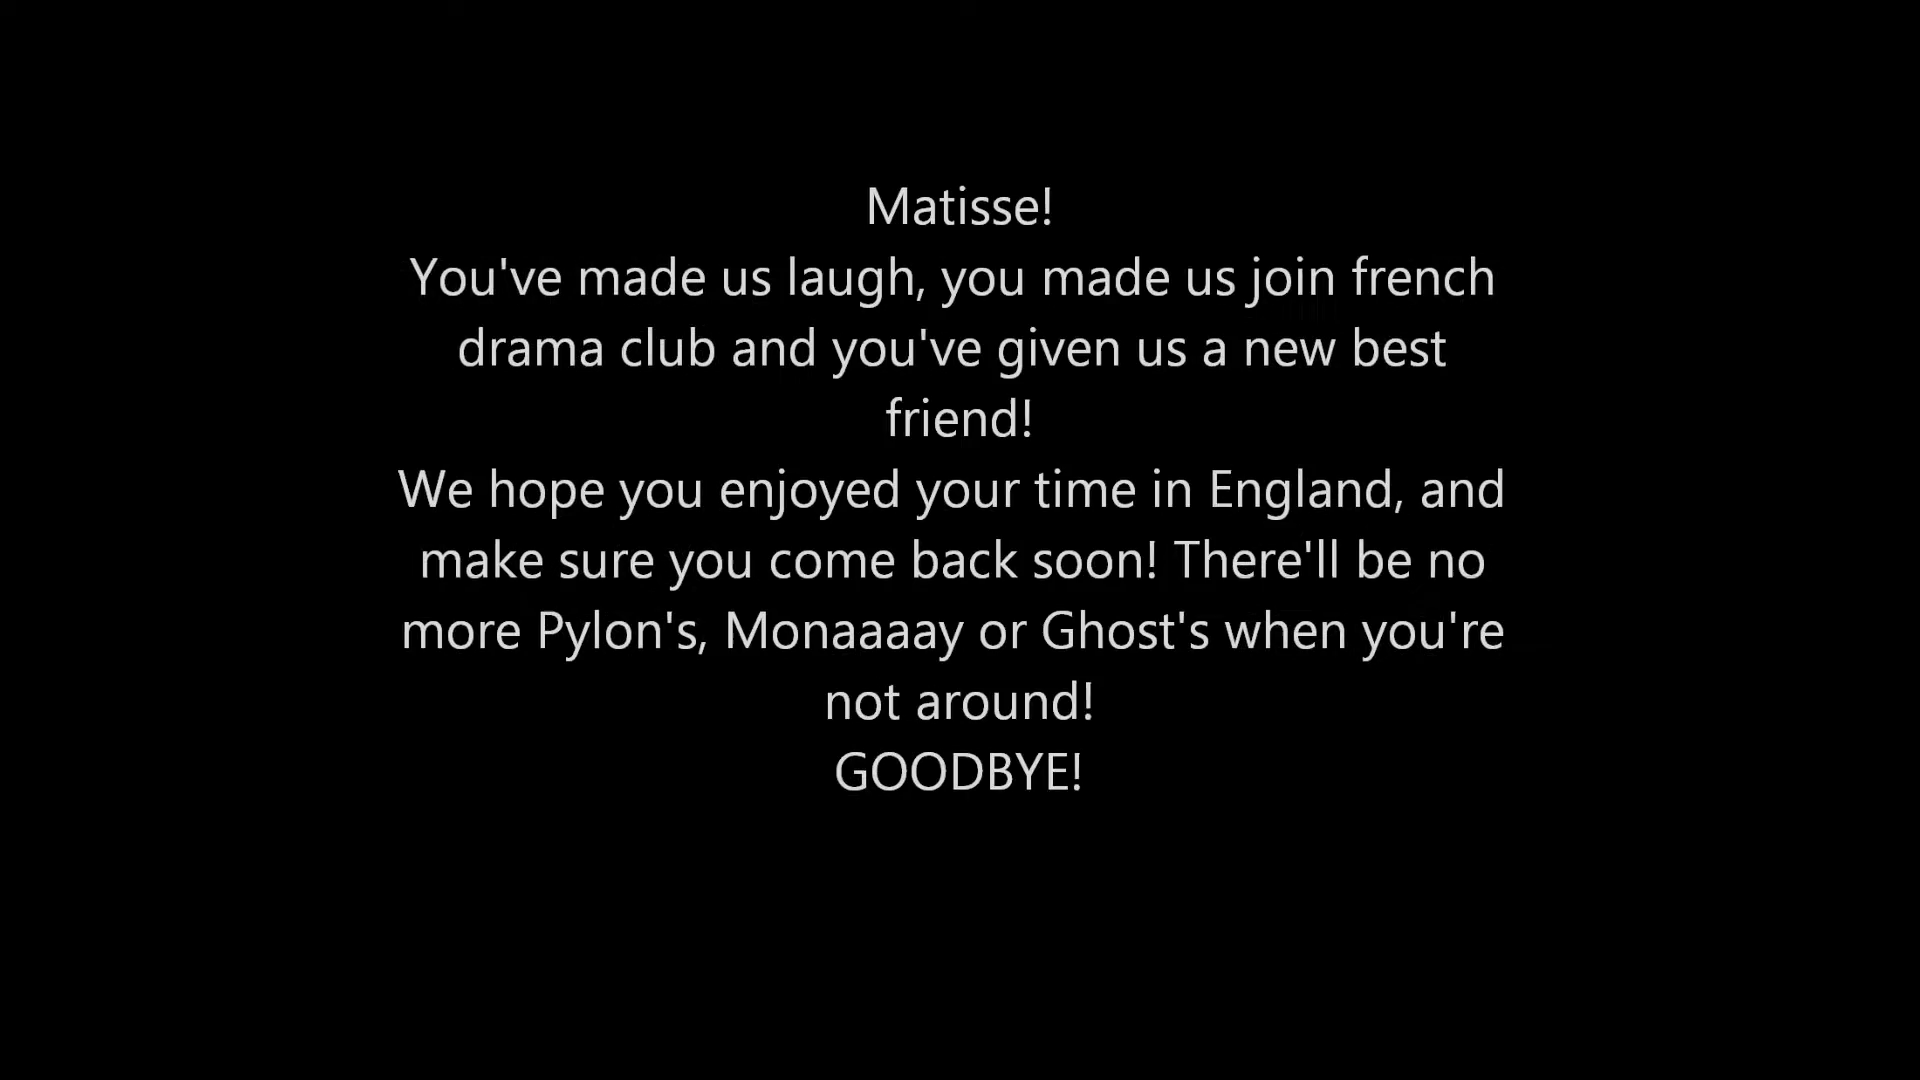 Matisse!
You've made us laugh, you made us join french
drama club and you've given us a new best
friend!
We hope you enjoyed your time in England, and
make sure you come back soon! There'll be no
more Pylon's, Monaaaay or Ghost's when you're
not around!
GOODBYE!